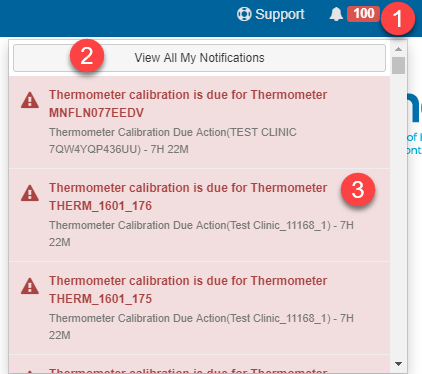 Support 100 1
2 View All My Notifications
Thermometer calibration is due for Thermometer
MNFLN077EEDV
Thermometer Calibration Due Action(TEST CLINIC
7QW4YQP436UU) - 7H 22M
Thermometer calibration is due for Thermometer
THERM_1601_176 3
Thermometer Calibration Due Action(Test Clinic_11168_1) - 7H
22M
Thermometer calibration is due for Thermometer
THERM_1601_175
Thermometer Calibration Due Action(Test Clinic_11168_1) - 7H
22M
Thermometer calibration is due for Thermometer